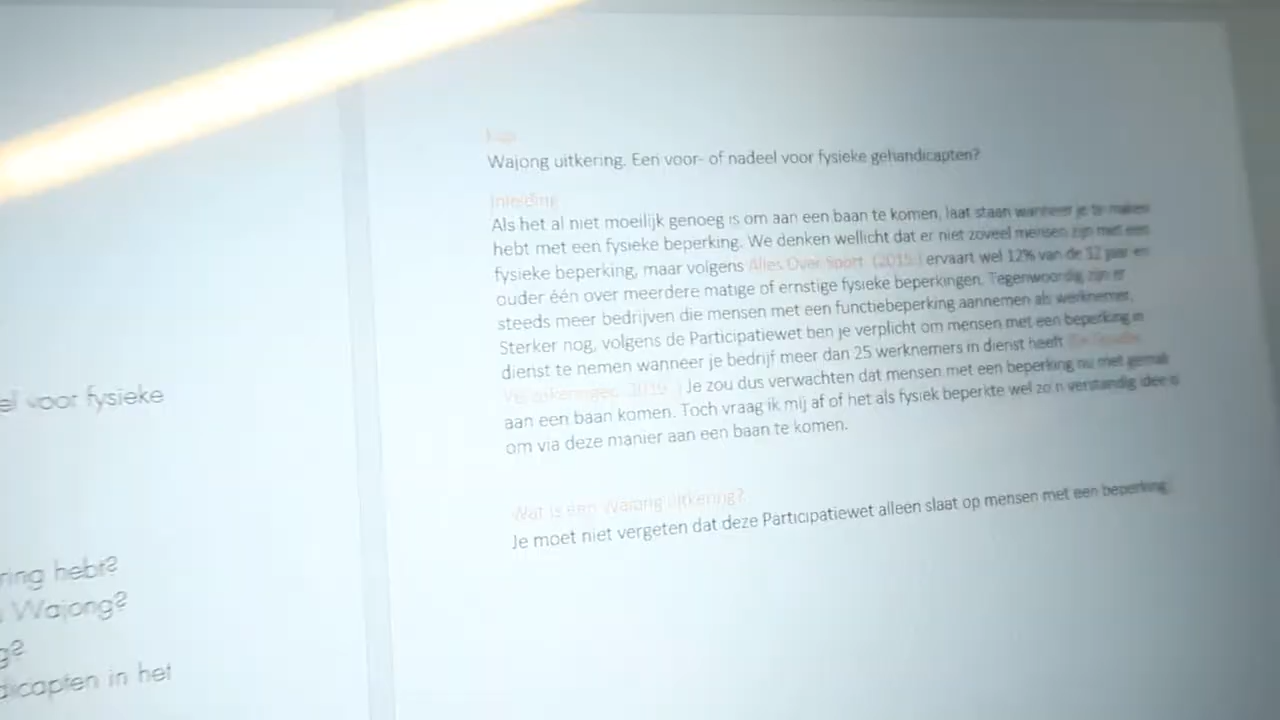 el voor fysieke
ring hebt?
Wajong?
g?
dicapten in het
Kop
Wajong uitkering. Een voor- of nadeel voor fysieke gehandicapten?
Inleiding
Als het al niet moeilijk genoeg is om aan een baan te komen, laat staan wanneer je te maken
hebt met een fysieke beperking. We denken wellicht dat er niet zoveel mensen zijn met een
fysieke beperking, maar volgens Alles Over Sport (2015) ervaart wel 12% van de 12 jaar en
ouder één over meerdere matige of ernstige fysieke beperkingen. Tegenwoordig zijn er
steeds meer bedrijven die mensen met een functiebeperking aannemen als werknemer.
Sterker nog, volgens de Participatiewet ben je verplicht om mensen met een beperking in
dienst te nemen wanneer je bedrijf meer dan 25 werknemers in dienst heeft
2019. ) Je zou dus verwachten dat mensen met een beperking nu met gemak
aan een baan komen. Toch vraag ik mij af of het als fysiek beperkte wel zo'n verstandig idee is
om via deze manier aan een baan te komen.
Wat is een Wajong uitkering?
Je moet niet vergeten dat deze Participatiewet alleen slaat op mensen met een beperking